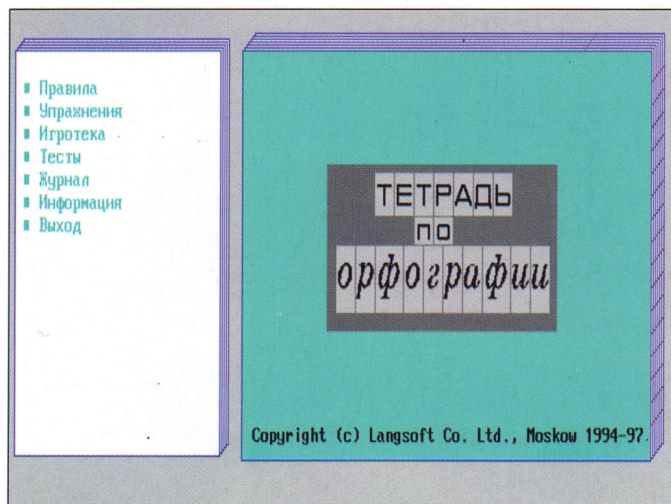 Правила
Упражнения
Игротека
Тесты
Журнал
Информация
Выход
ТЕТРАДЬ
по
орфографии
Copyright (c) Langsoft Co. Ltd., Moskow 1994-97.